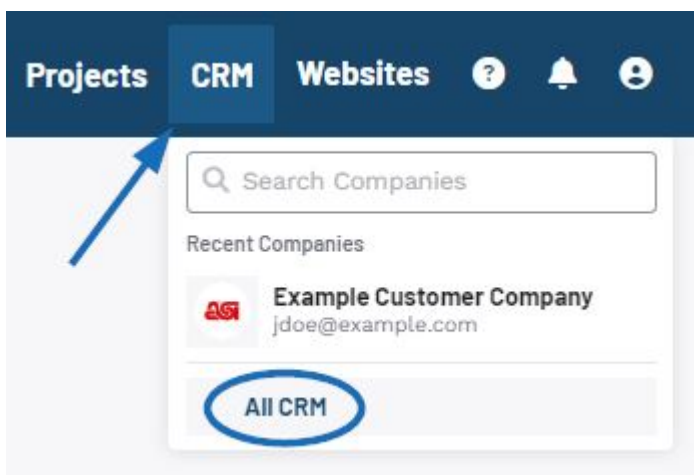 Projects CRM Websites ?
Search Companies
Recent Companies
ASI
Example Customer Company
jdoe@example.com
All CRM